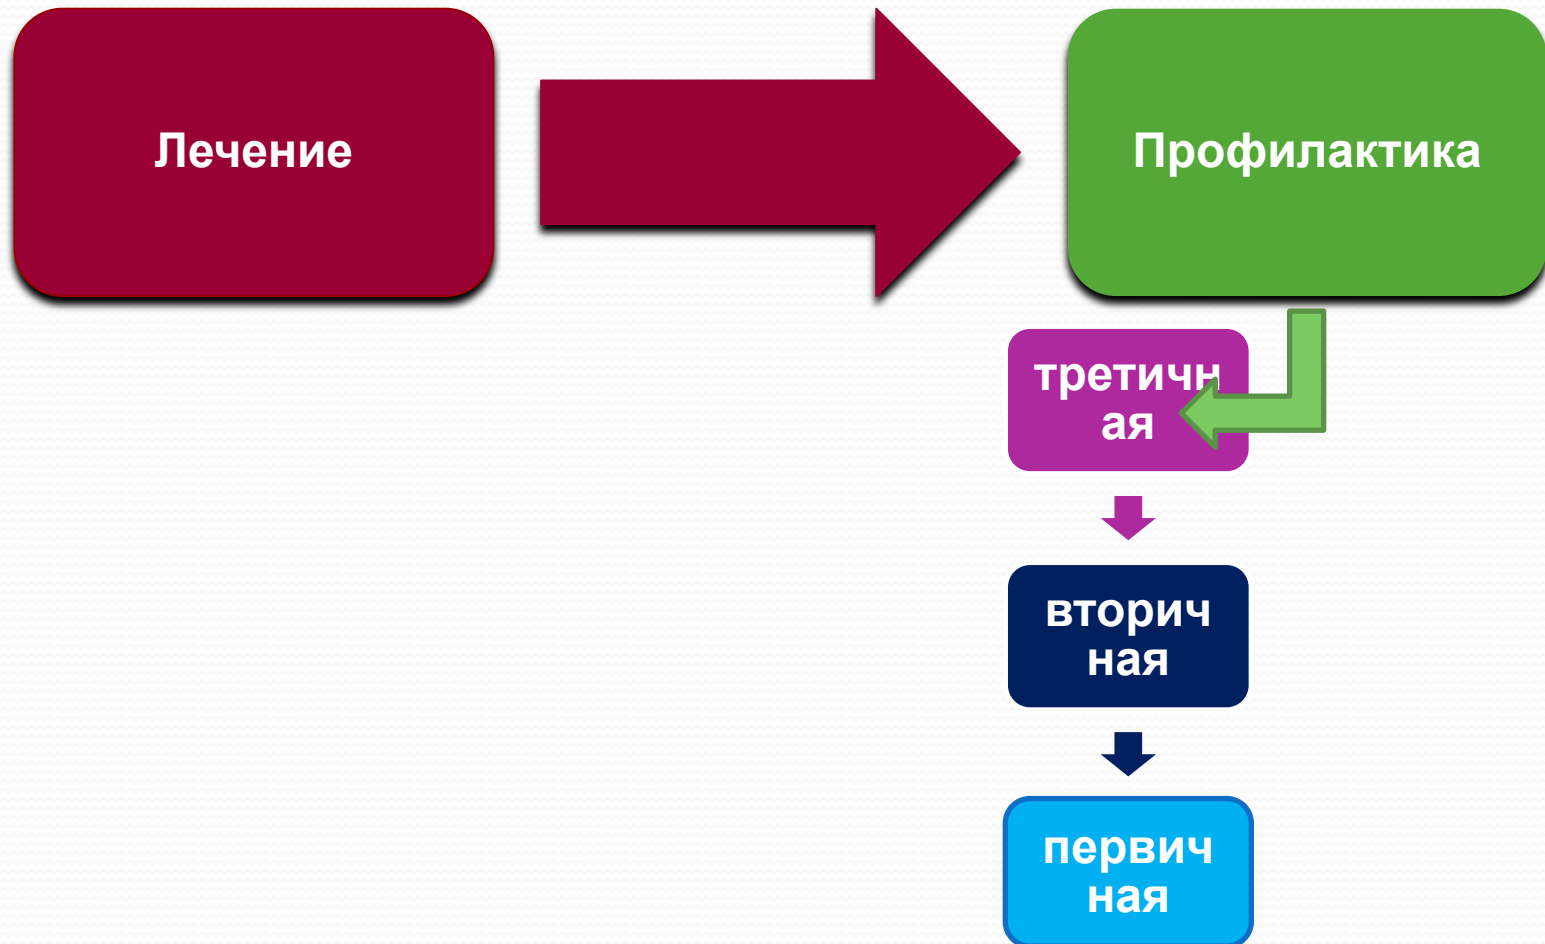 Лечение
Профилактика
третичн
ая
вторич
ная
первич
ная